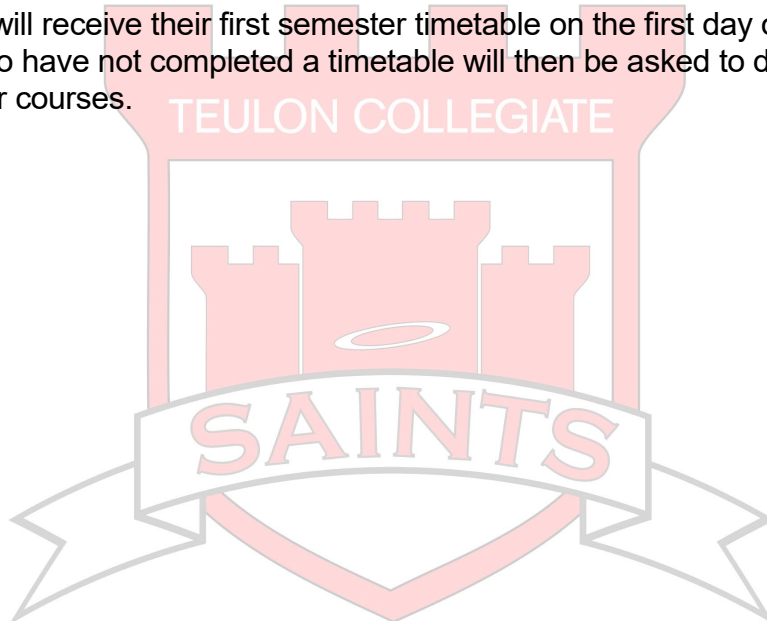 will receive their first semester timetable on the first day
have not completed a timetable will then be asked to
courses.
TEULON COLLEGIATE
SAINTS